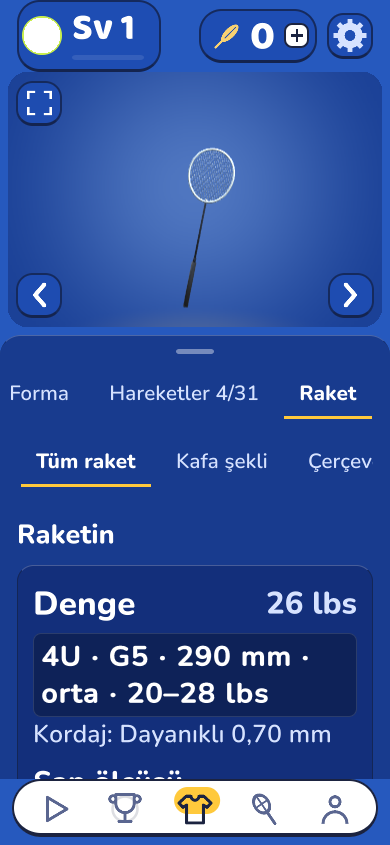 Sv 1
0
Forma Hareketler 4/31 Raket
Tüm raket Kafa şekli Çerçev
Raketin
Denge 26 lbs
4U · G5 · 290 mm ·
orta · 20–28 lbs
Kordaj: Dayanıklı 0,70 mm